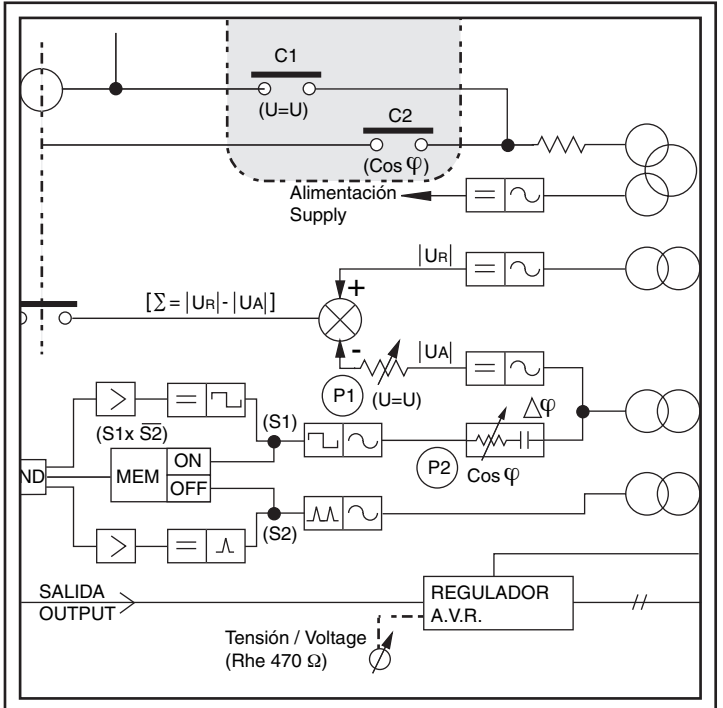 C1
(U=U)
C2
(Cos φ)
Alimentación
Supply
|UR|
+
[Σ = |UR| - |UA|]
-
|UA|
P1
(U=U)
Δφ
(S1x S̅2̅)
(S1)
P2
Cos φ
ND
MEM
ON
OFF
(S2)
SALIDA
OUTPUT
REGULADOR
A.V.R.
Tensión / Voltage
(Rhe 470 Ω)